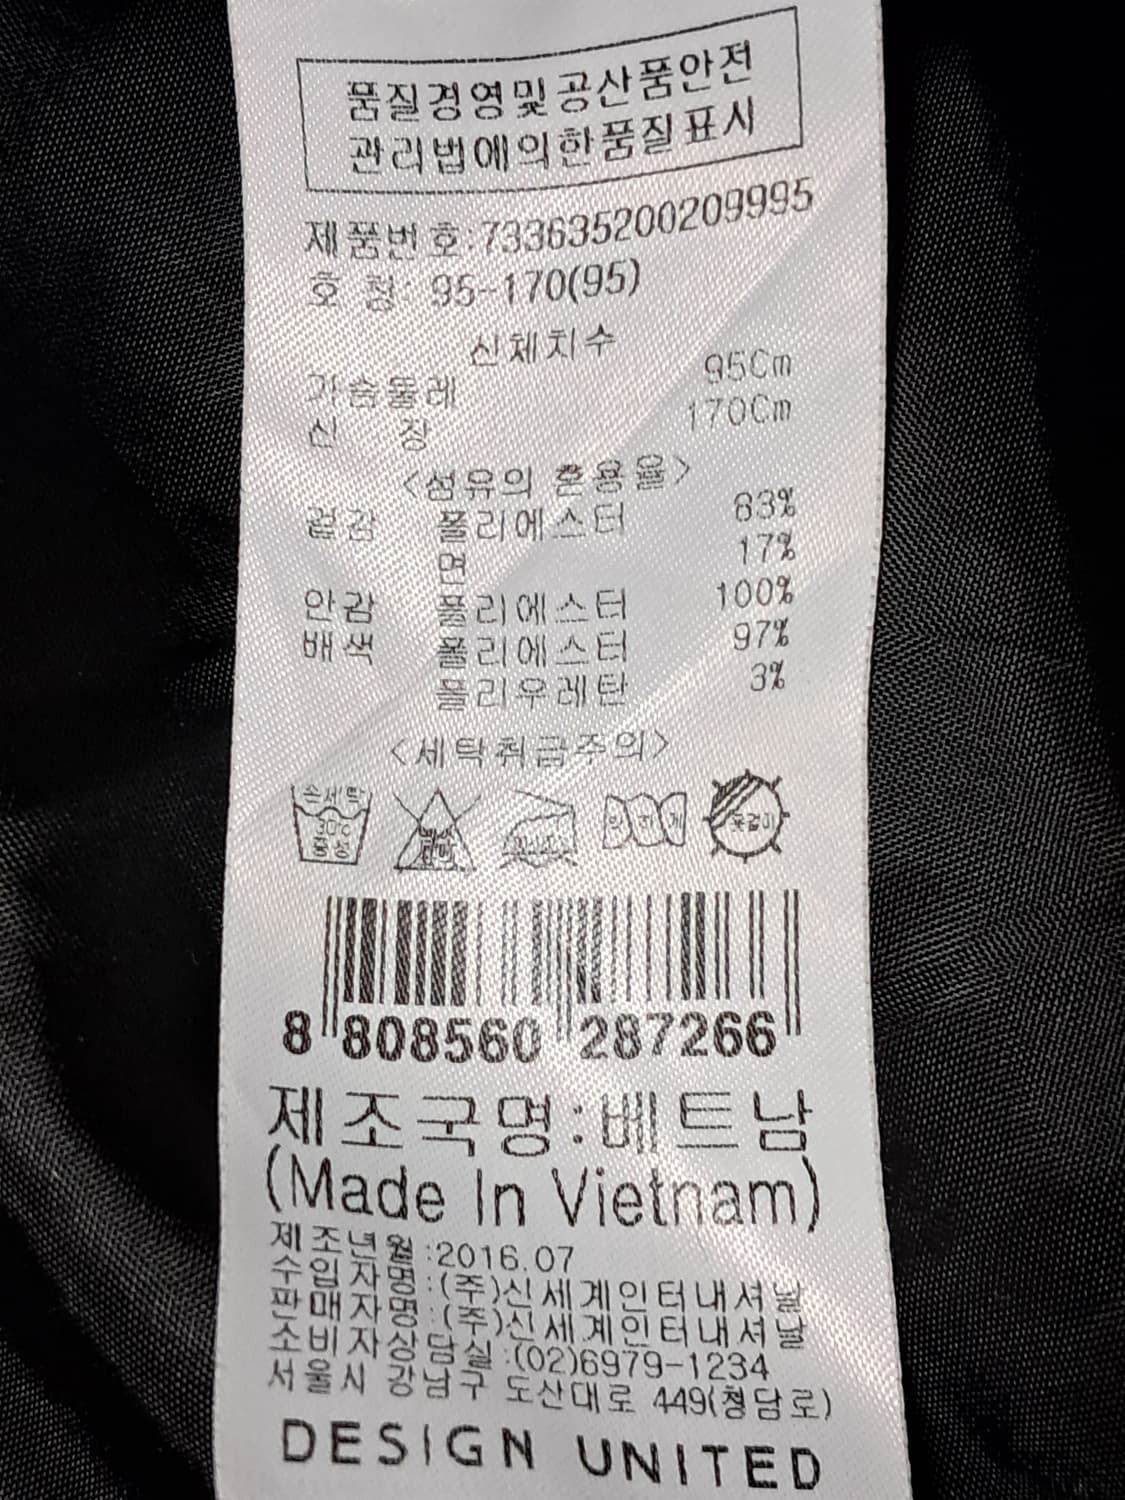 품질경영및공산품안전
관리법에의한품질표시
제품번호:733635200209995
호 칭: 95-170(95)
신체치수
가슴둘레 95Cm
신 장 170Cm
<섬유의 혼용율>
겉감 폴리에스터 83%
면 17%
안감 폴리에스터 100%
배색 폴리에스터 97%
폴리우레탄 3%
<세탁취급주의>
손세탁
30℃
중성
약하게
옷걸이
8 808560 287266
제조국명:베트남
(Made In Vietnam)
제조년월:2016.07
수입자명:(주)신세계인터내셔날
판매자명:(주)신세계인터내셔날
소비자상담실:(02)6979-1234
서울시 강남구 도산대로 449(청담로)
DESIGN UNITED